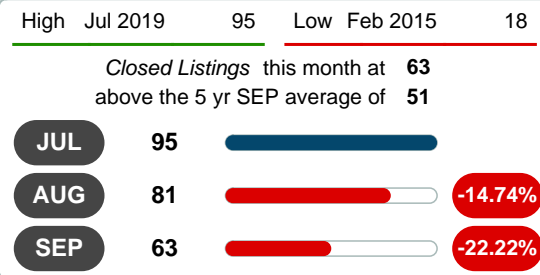 High Jul 2019 95 Low Feb 2015 18
Closed Listings this month at 63
above the 5 yr SEP average of 51
JUL 95
AUG 81 -14.74%
SEP 63 -22.22%